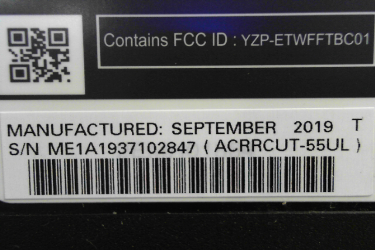 Contains FCC ID : YZP-ETWFFTBC01
MANUFACTURED: SEPTEMBER 2019 T
S/N ME1A1937102847 ( ACRRCUT-55UL )